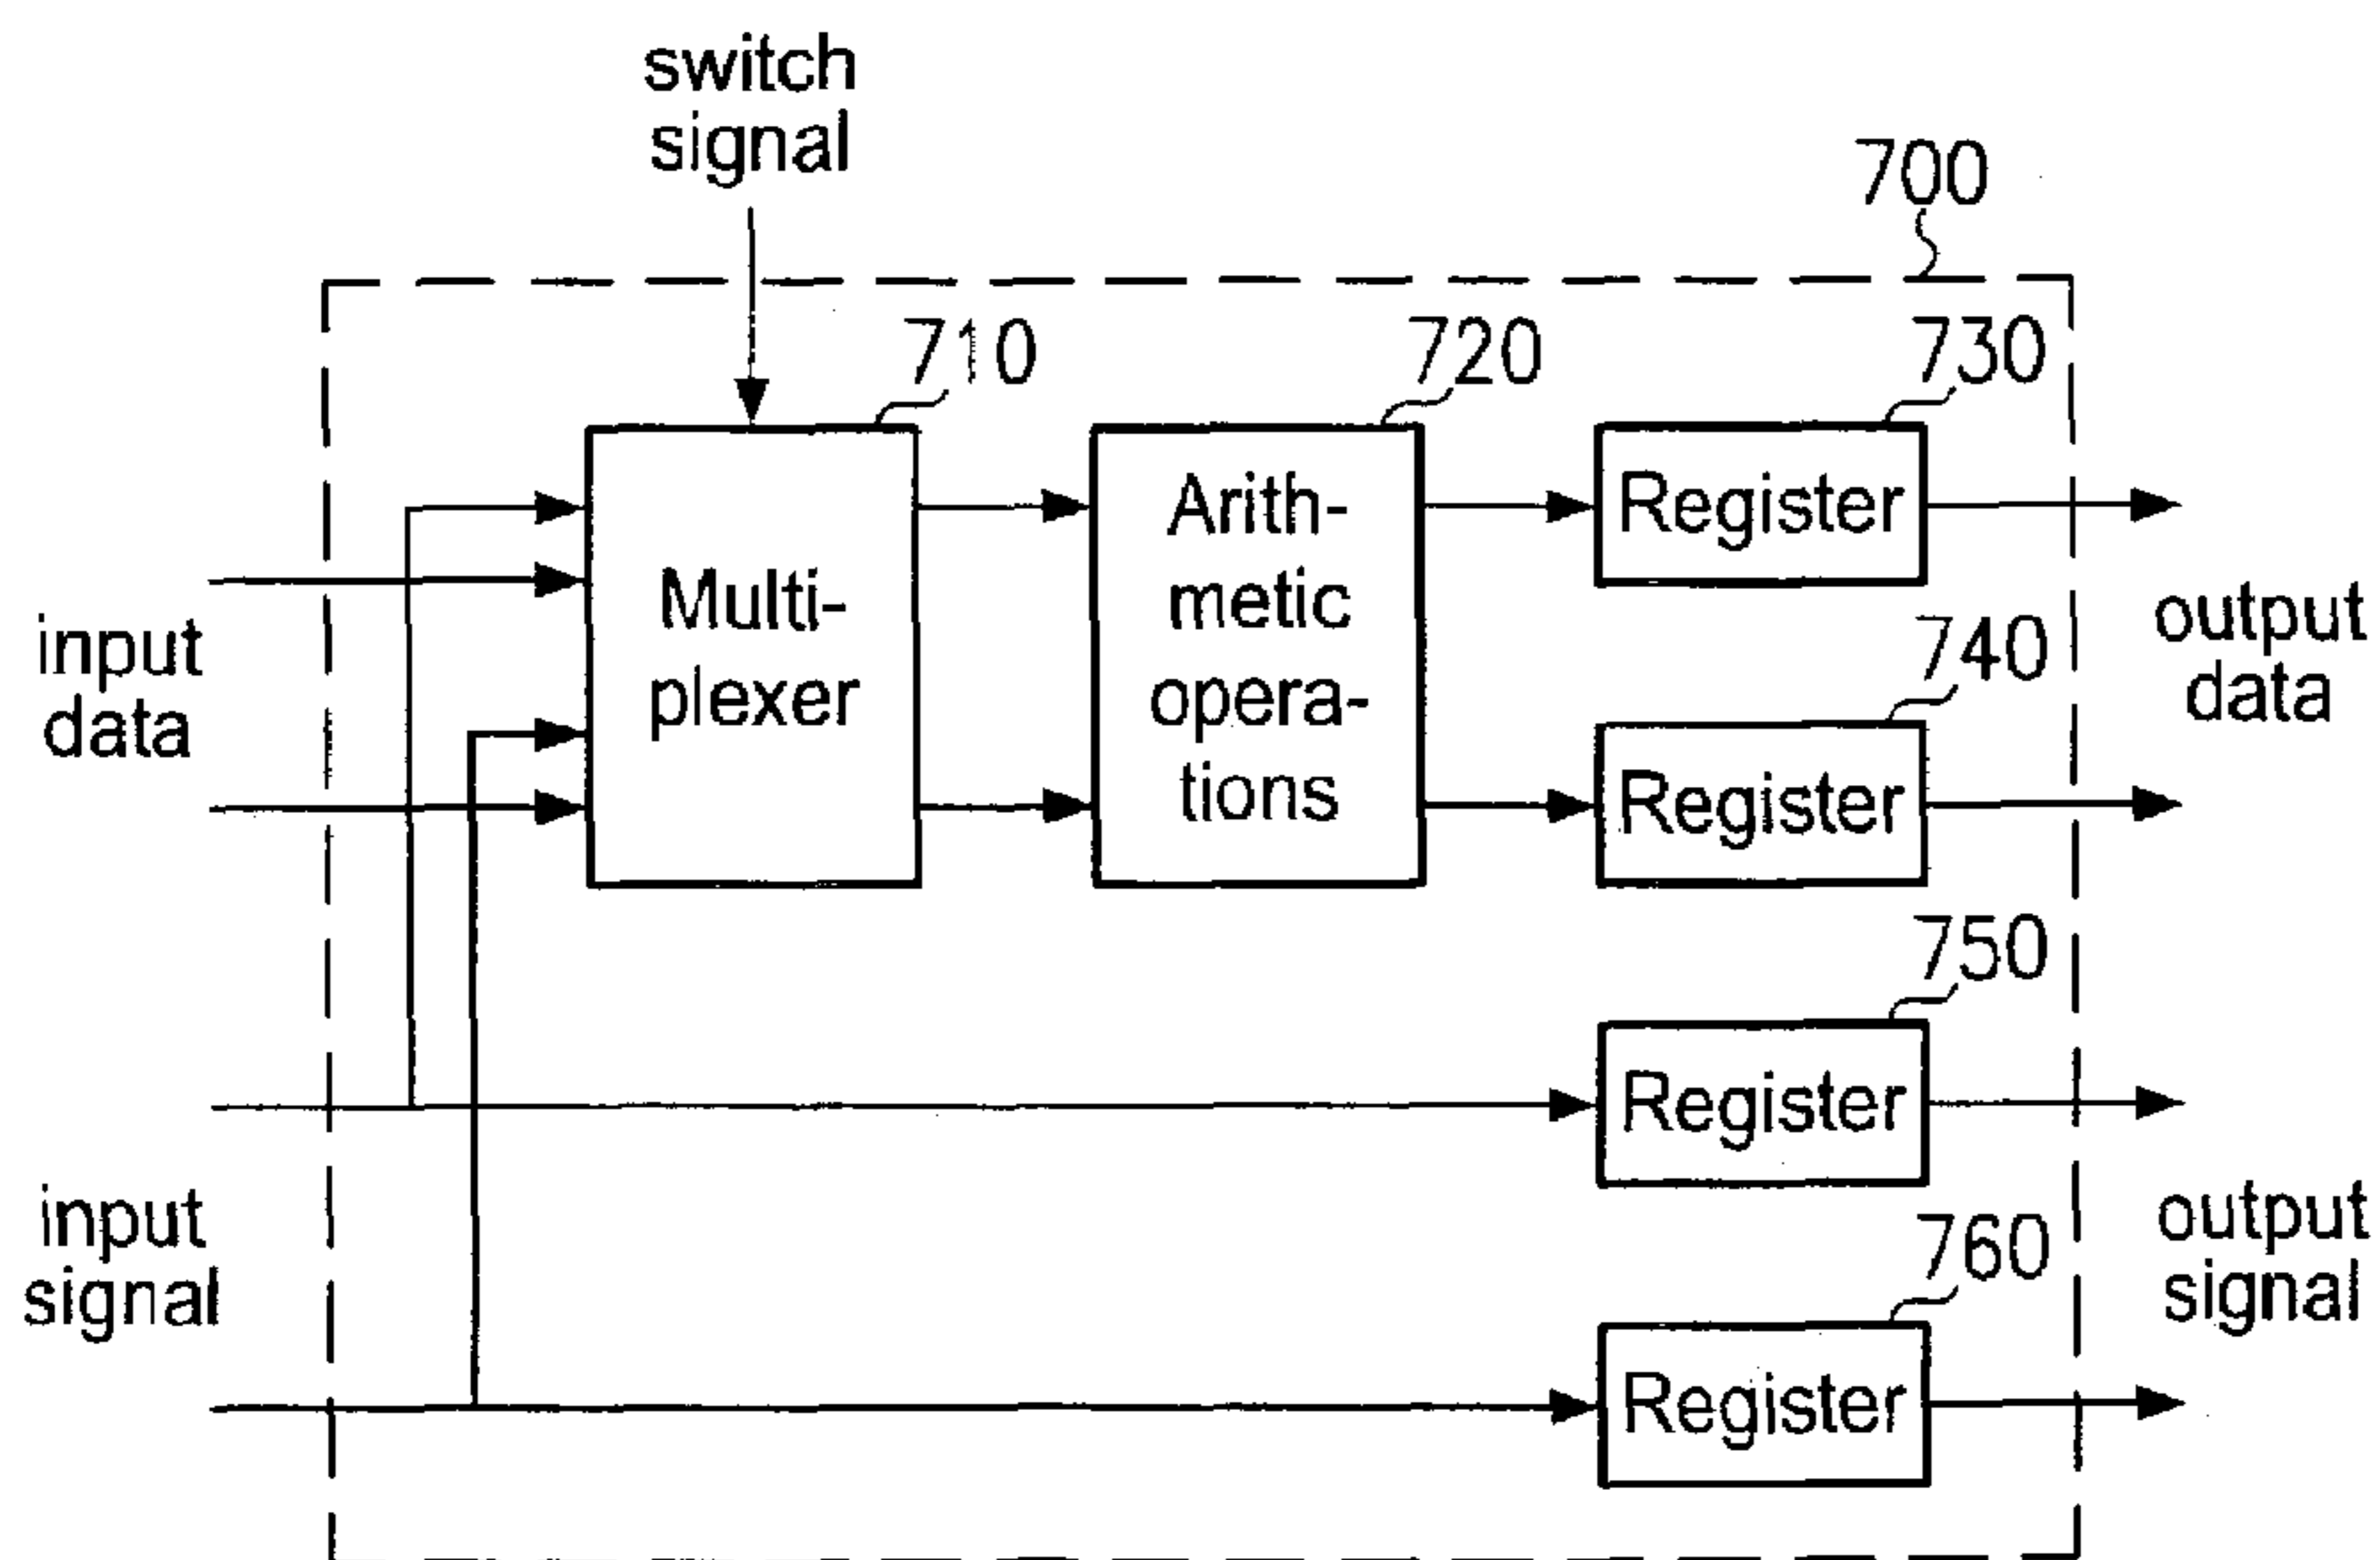 switch
signal
700
710
720
730
Arith-
Register
Multi-
metic
input
data
output
data
740
plexer
opera-
tions
Register
750
Register
input
signal
output
signal
760
Register